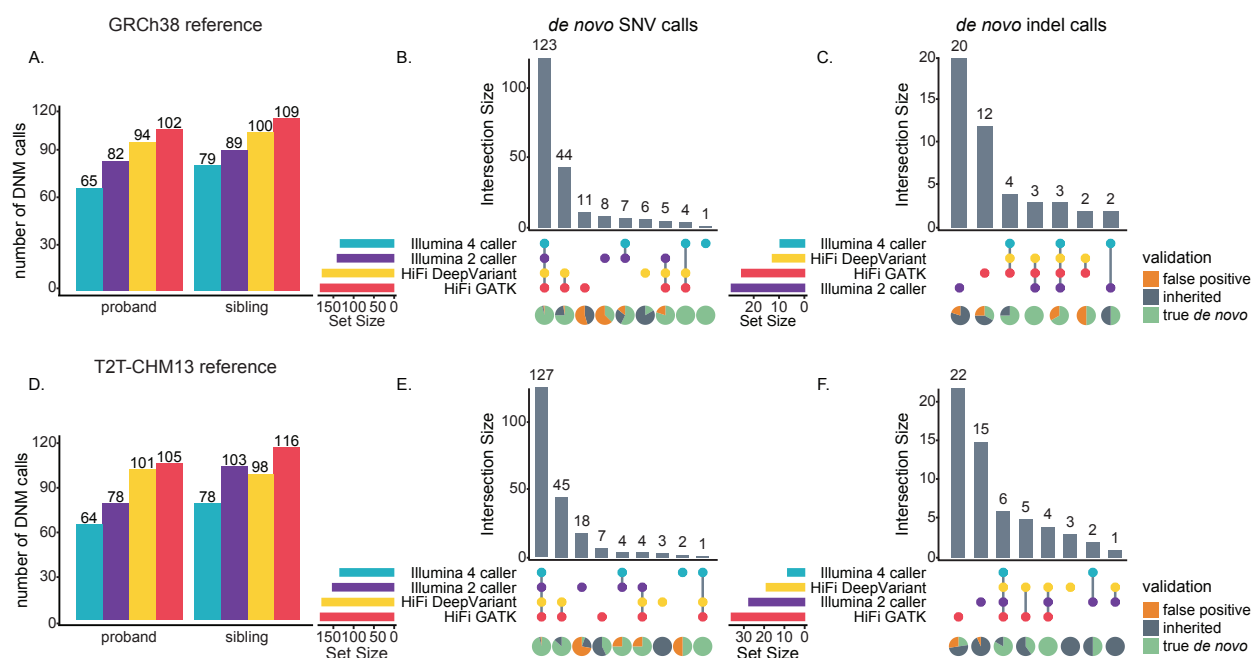 GRCh38 reference
de novo SNV calls
de novo indel calls
A.
number of DNM calls
120
90
60
30
0
65
82
94
102
79
89
100
109
proband
sibling
B.
Intersection Size
100
50
0
123
44
11
8
7
6
5
4
1
Illumina 4 caller
Illumina 2 caller
HiFi DeepVariant
HiFi GATK
150 100 50 0
Set Size
C.
Intersection Size
20
15
10
5
0
20
12
4
3
3
2
2
Illumina 4 caller
HiFi DeepVariant
HiFi GATK
Illumina 2 caller
20 10 0
Set Size
validation
false positive
inherited
true de novo
T2T-CHM13 reference
D.
number of DNM calls
120
90
60
30
0
64
78
101
105
78
103
98
116
proband
sibling
E.
Intersection Size
100
50
0
127
45
18
7
4
4
3
2
1
Illumina 4 caller
Illumina 2 caller
HiFi DeepVariant
HiFi GATK
150 100 50 0
Set Size
F.
Intersection Size
20
15
10
5
0
22
15
6
5
4
3
2
1
Illumina 4 caller
HiFi DeepVariant
Illumina 2 caller
HiFi GATK
30 20 10 0
Set Size
validation
false positive
inherited
true de novo